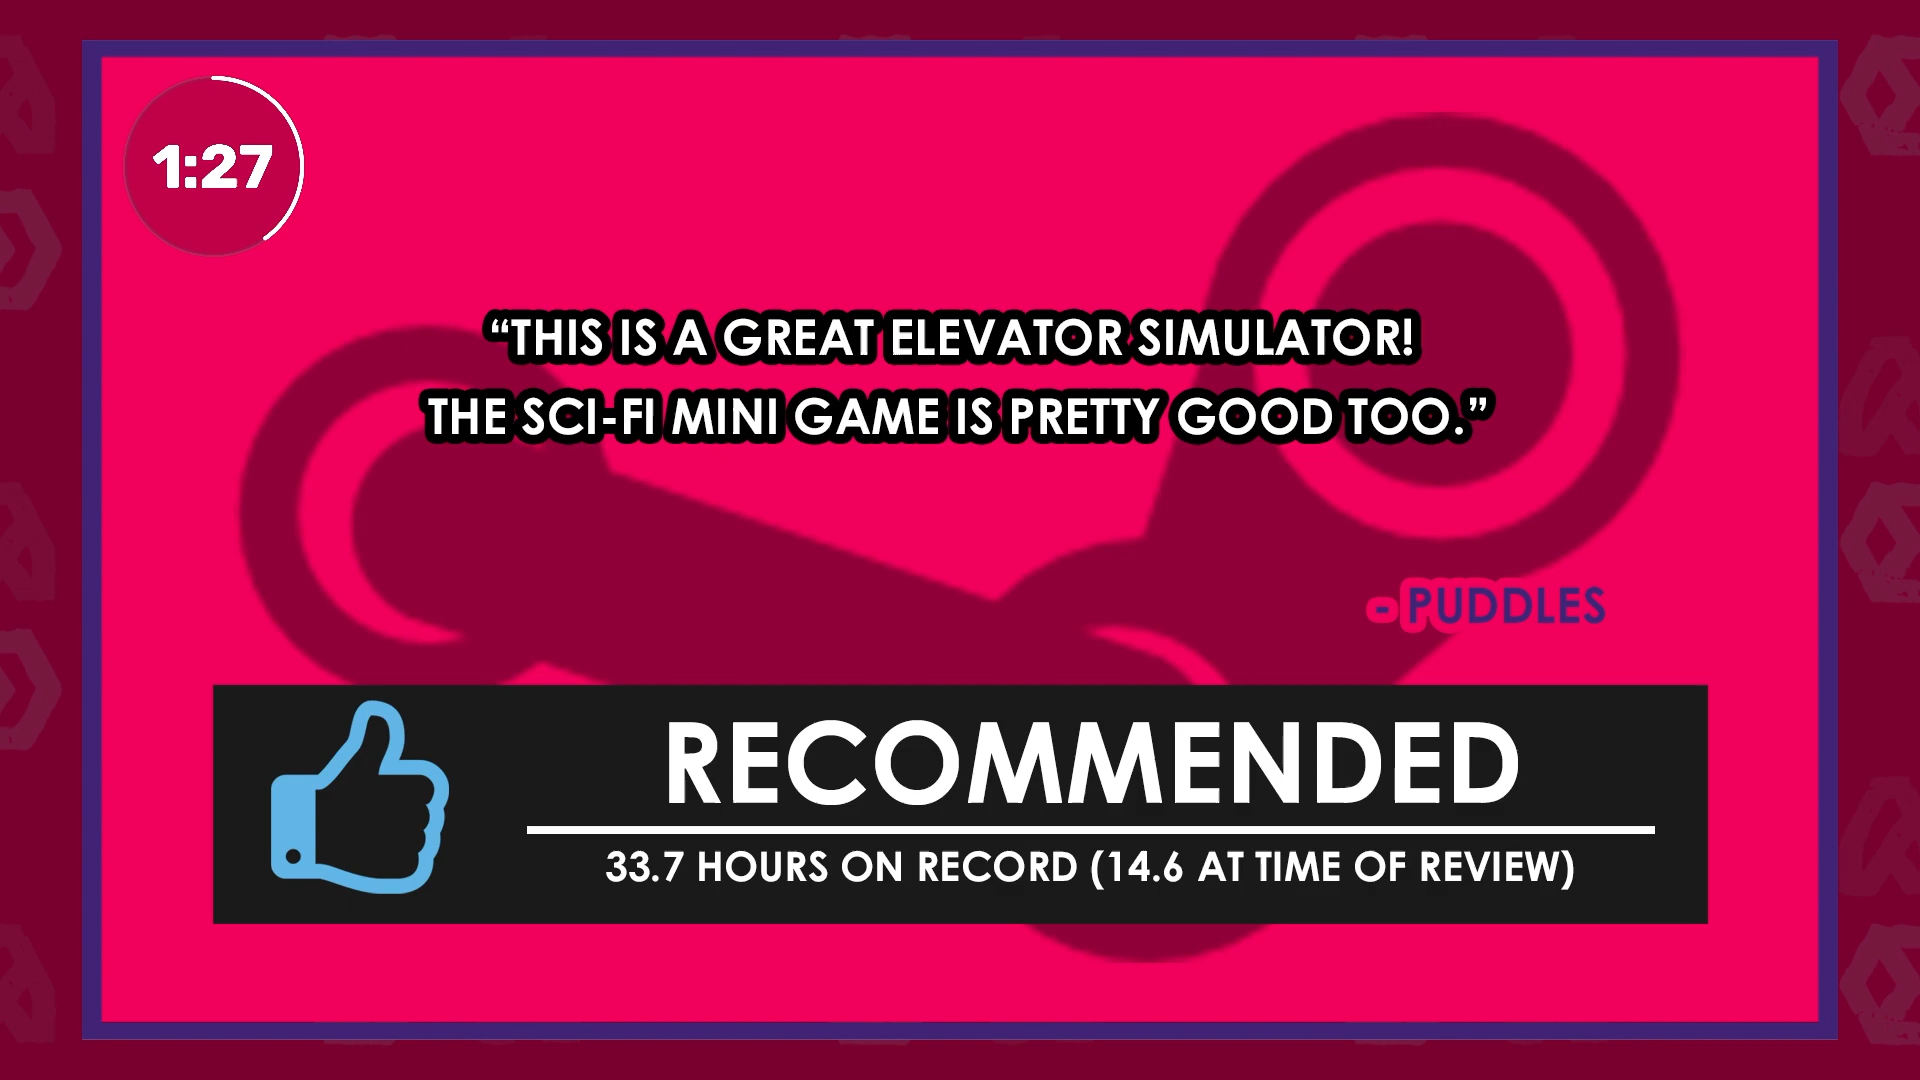 1:27
“THIS IS A GREAT ELEVATOR SIMULATOR!
THE SCI-FI MINI GAME IS PRETTY GOOD TOO.”
- PUDDLES
RECOMMENDED
33.7 HOURS ON RECORD (14.6 AT TIME OF REVIEW)